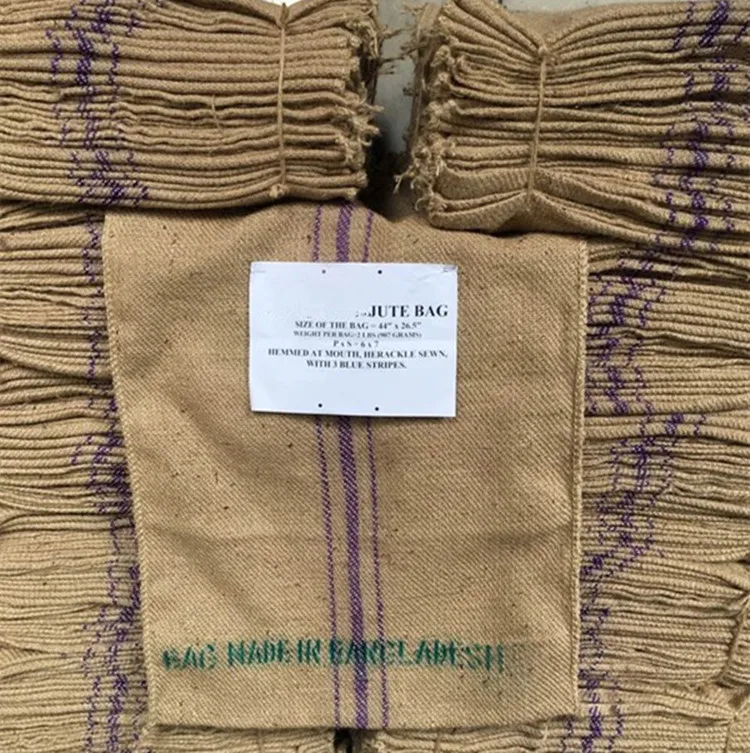 JUTE BAG
SIZE OF THE BAG = 44" x 26.5"
WEIGHT PER BAG=2 LBS (907 GRAMS)
P x S = 6 x 7
HEMMED AT MOUTH, HERACKLE SEWN,
WITH 3 BLUE STRIPES.
BAG MADE IN BANGLADESH